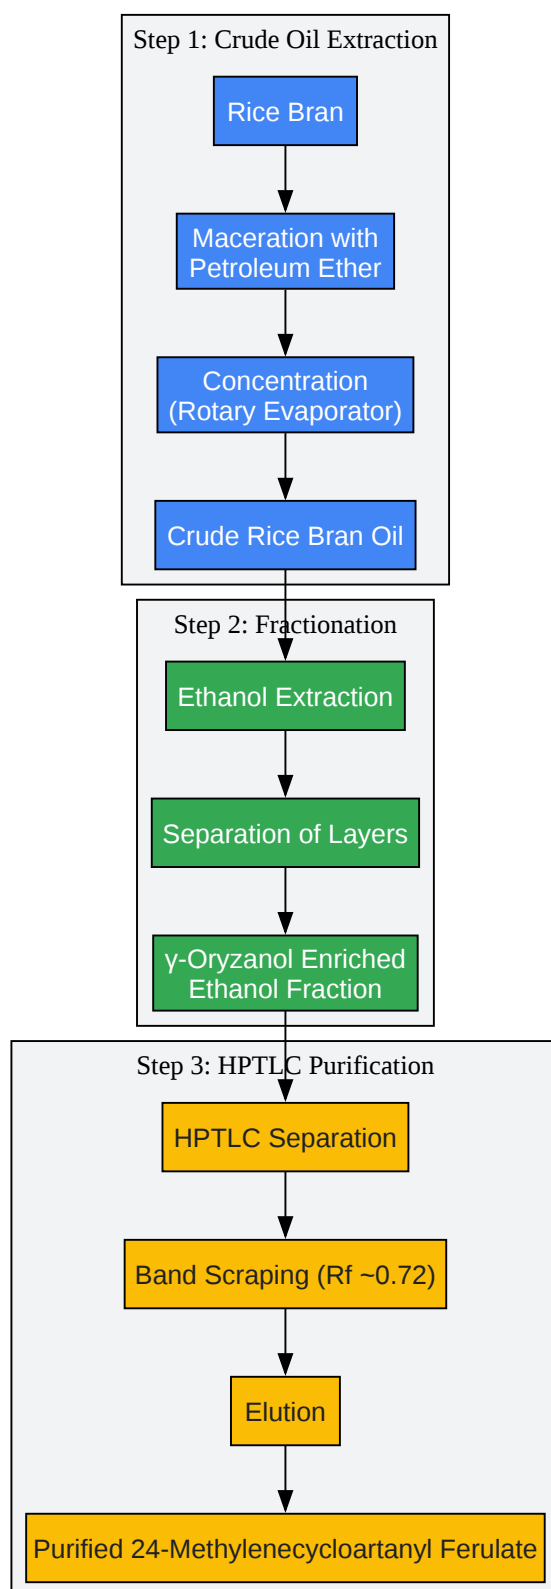 Step 1: Crude Oil Extraction
Rice Bran
Maceration with
Petroleum Ether
Concentration
(Rotary Evaporator)
Crude Rice Bran Oil
Step 2: Fractionation
Ethanol Extraction
Separation of Layers
γ-Oryzanol Enriched
Ethanol Fraction
Step 3: HPTLC Purification
HPTLC Separation
Band Scraping (Rf ~0.72)
Elution
Purified 24-Methylenecycloartanyl Ferulate